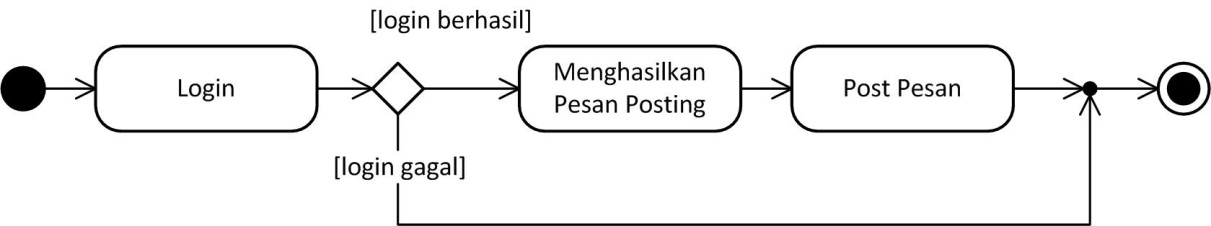 [login berhasil]
Login
Menghasilkan
Pesan Posting
Post Pesan
[login gagal]